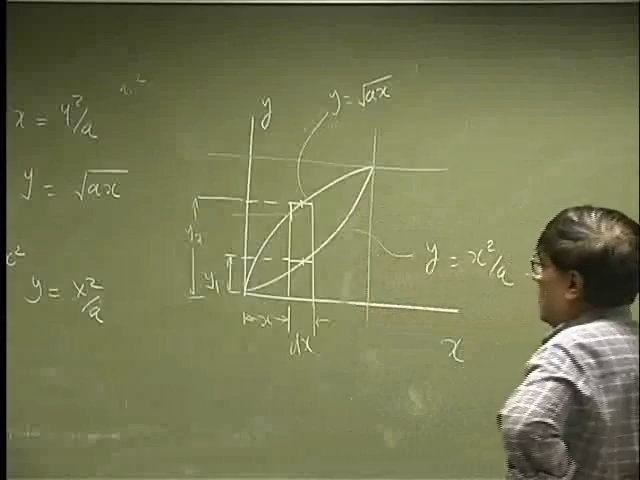 x = y²/a
y = √ax
y = x²/a
y
y = √ax
y₂
y₁
y = x²/a
x
dx
x